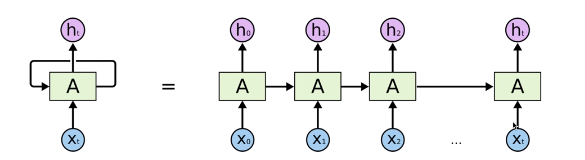 hₜ h₀ h₁ h₂ hₜ
A = A A A A
xₜ x₀ x₁ x₂ ... xₜ